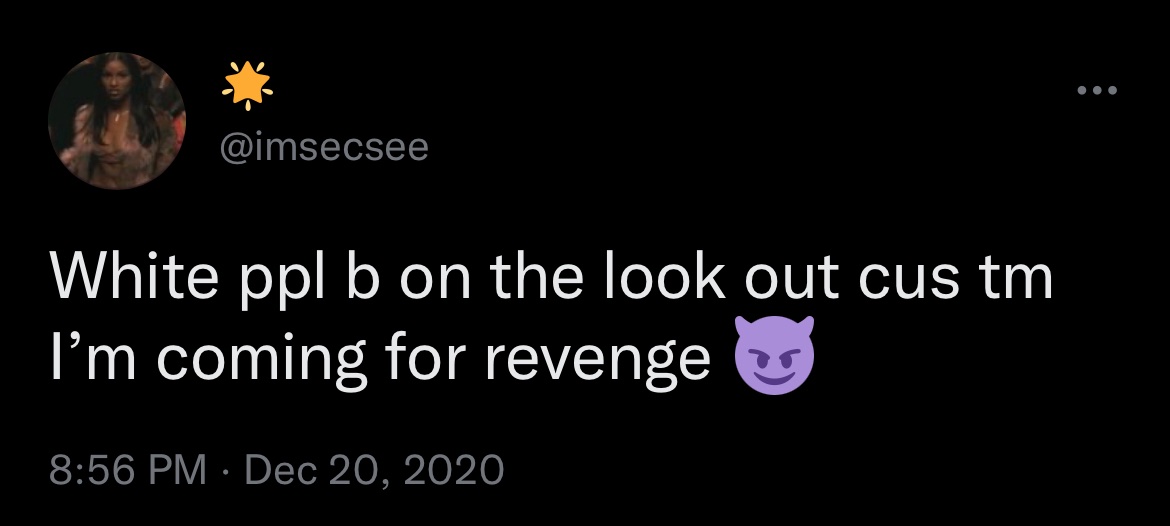 🌟
@imsecsee
White ppl b on the look out cus tm
I’m coming for revenge 😈
8:56 PM · Dec 20, 2020